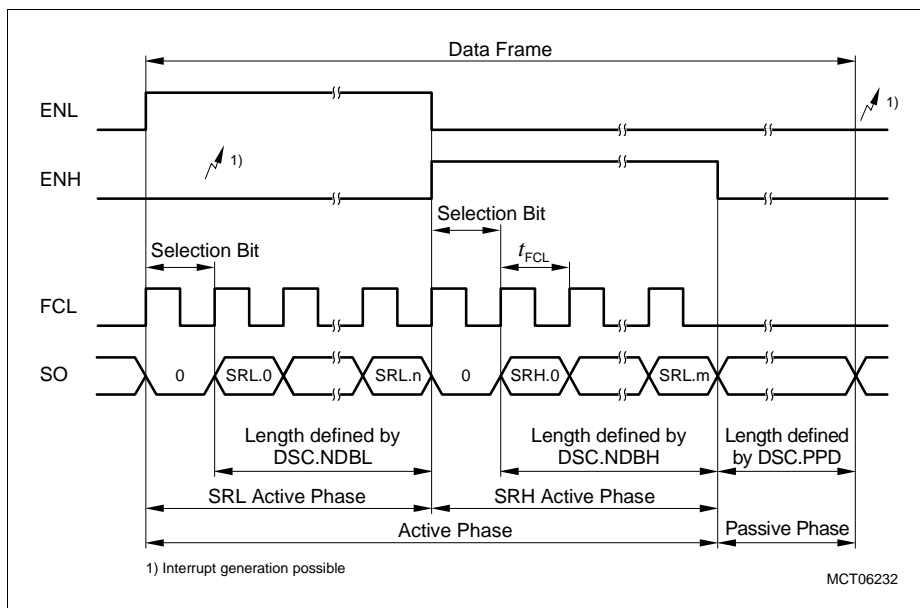 Data Frame
ENL
1)
1)
ENH
Selection Bit
Selection Bit
tFCL
FCL
SO
0
SRL.0
SRL.n
0
SRH.0
SRL.m
Length defined by
DSC.NDBL
Length defined by
DSC.NDBH
Length defined
by DSC.PPD
SRL Active Phase
SRH Active Phase
Active Phase
Passive Phase
1) Interrupt generation possible
MCT06232